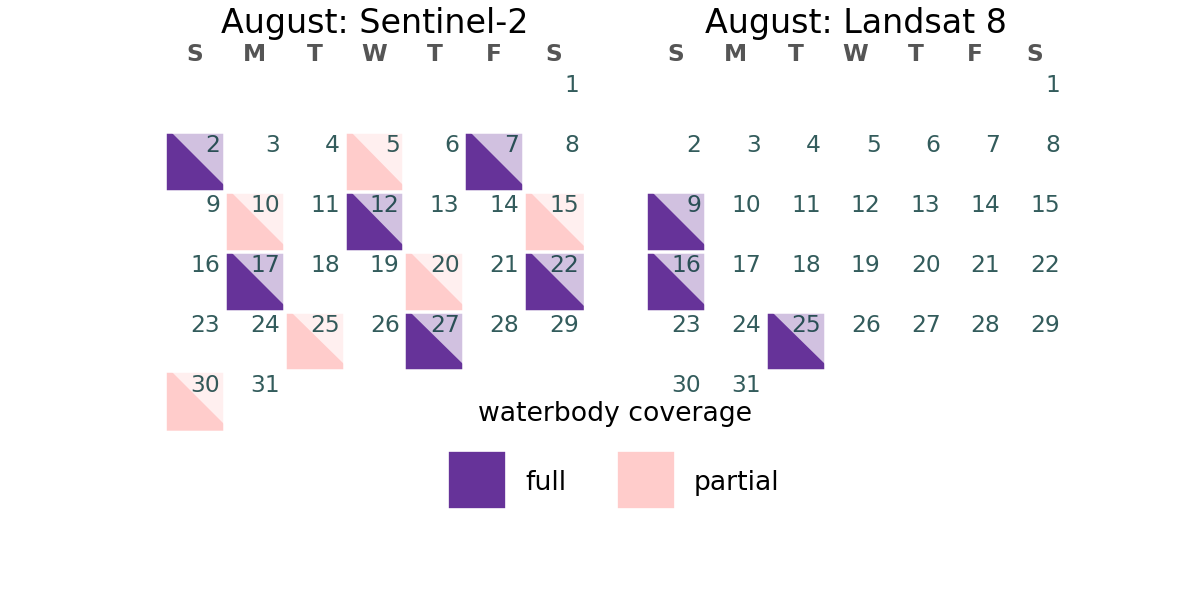 August: Sentinel-2
S M T W T F S
1
2 3 4 5 6 7 8
9 10 11 12 13 14 15
16 17 18 19 20 21 22
23 24 25 26 27 28 29
30 31
August: Landsat 8
S M T W T F S
1
2 3 4 5 6 7 8
9 10 11 12 13 14 15
16 17 18 19 20 21 22
23 24 25 26 27 28 29
30 31
waterbody coverage
full
partial